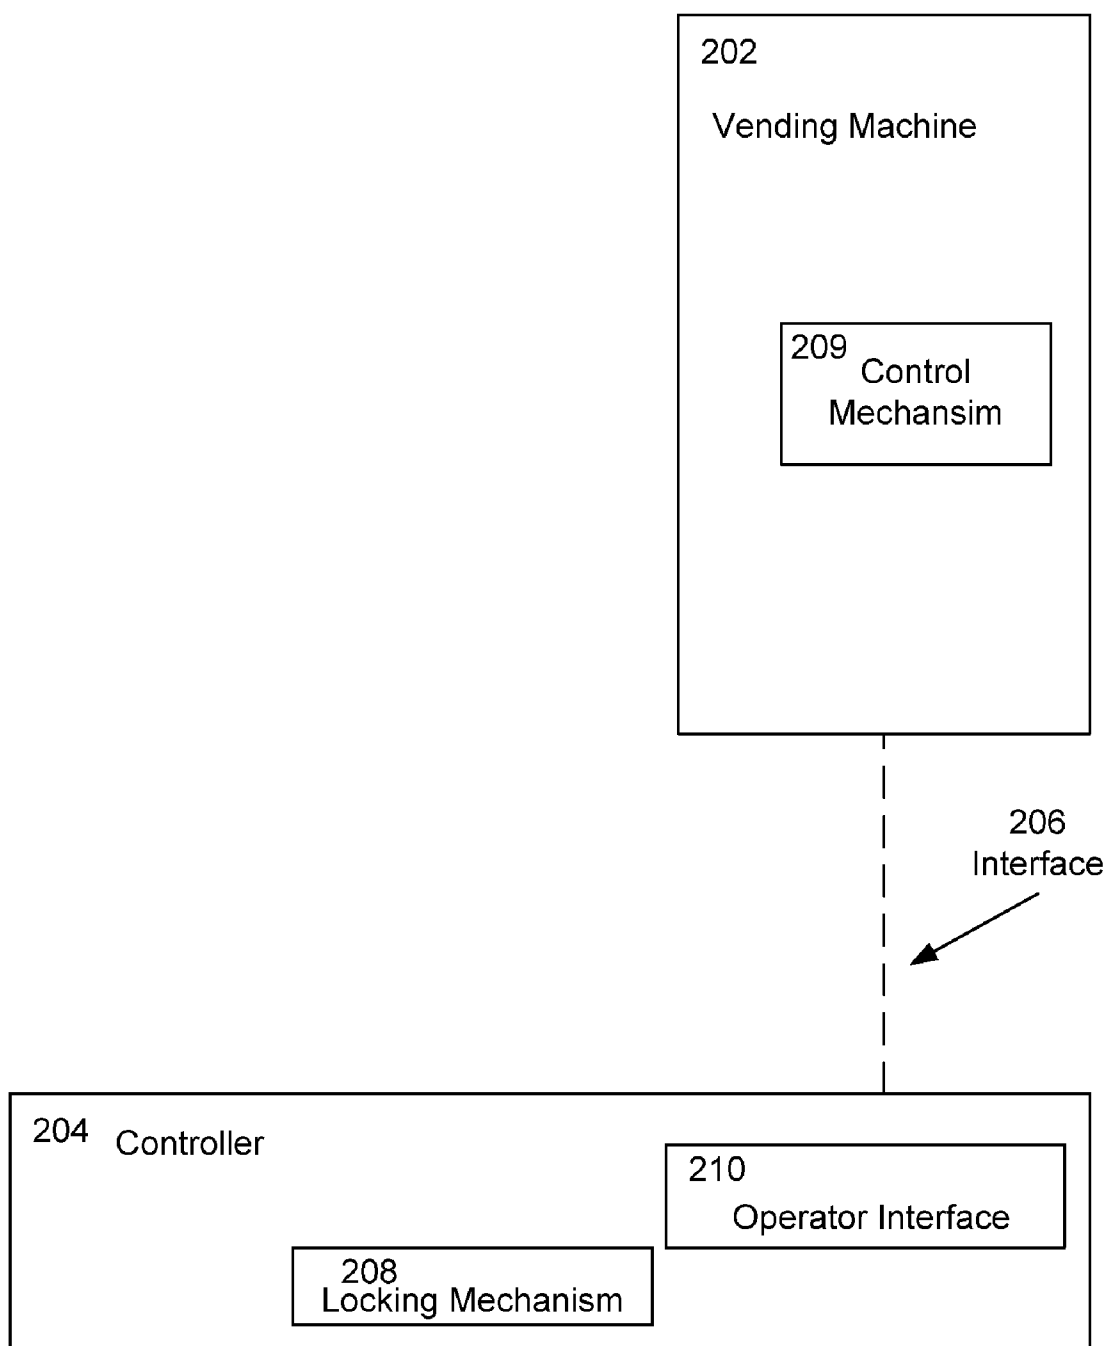 202
Vending Machine
209
Control
Mechansim
206
Interface
204
Controller
210
Operator Interface
208
Locking Mechanism